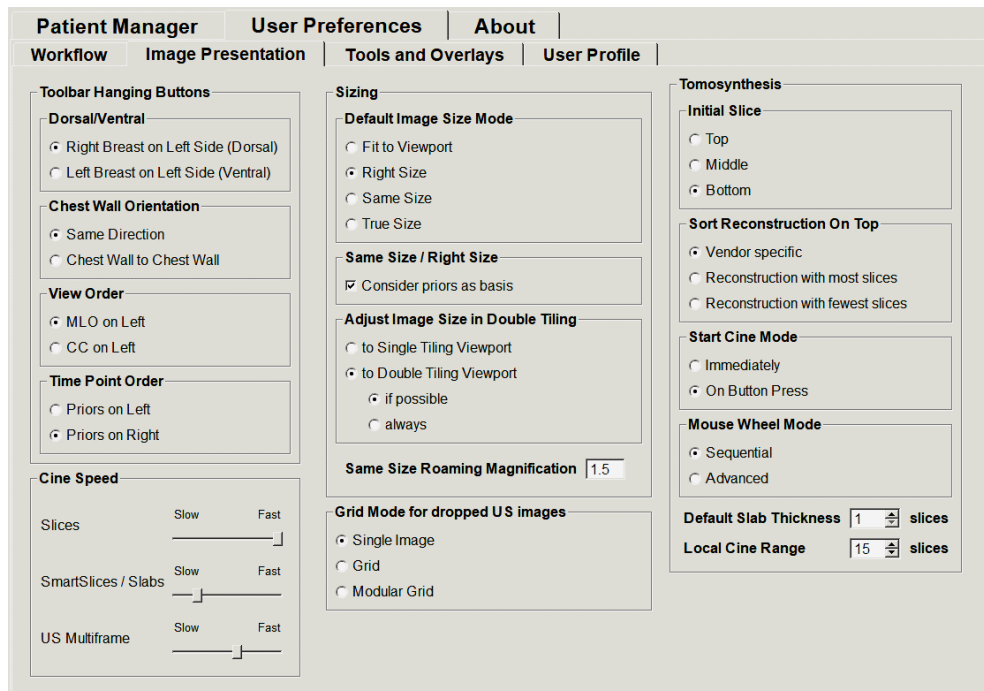 Patient Manager User Preferences About
Workflow Image Presentation Tools and Overlays User Profile
Toolbar Hanging Buttons
Dorsal/Ventral
Right Breast on Left Side (Dorsal)
Left Breast on Left Side (Ventral)
Chest Wall Orientation
Same Direction
Chest Wall to Chest Wall
View Order
MLO on Left
CC on Left
Time Point Order
Priors on Left
Priors on Right
Cine Speed
Slices Slow Fast
SmartSlices / Slabs Slow Fast
US Multiframe Slow Fast
Sizing
Default Image Size Mode
Fit to Viewport
Right Size
Same Size
True Size
Same Size / Right Size
Consider priors as basis
Adjust Image Size in Double Tiling
to Single Tiling Viewport
to Double Tiling Viewport
if possible
always
Same Size Roaming Magnification 1.5
Grid Mode for dropped US images
Single Image
Grid
Modular Grid
Tomosynthesis
Initial Slice
Top
Middle
Bottom
Sort Reconstruction On Top
Vendor specific
Reconstruction with most slices
Reconstruction with fewest slices
Start Cine Mode
Immediately
On Button Press
Mouse Wheel Mode
Sequential
Advanced
Default Slab Thickness 1 slices
Local Cine Range 15 slices